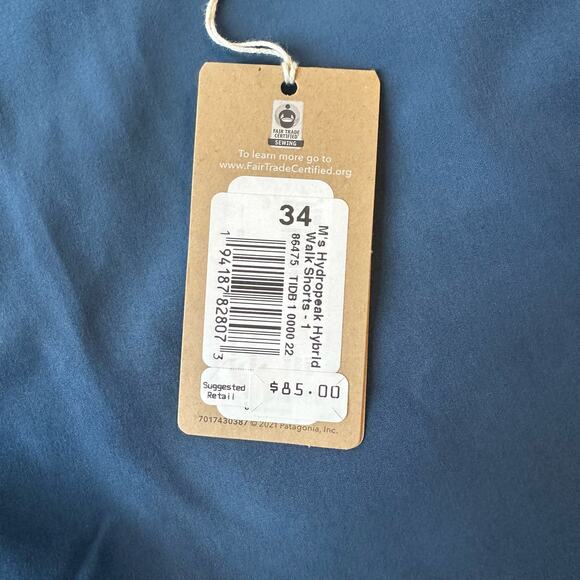 FAIR TRADE
CERTIFIED
SEWING
To learn more go to
www.FairTradeCertified.org
34
M's Hydropeak Hybrid
Walk Shorts - 1
86475 TIDB 1 0000 22
1 94187 82807 3
Suggested
Retail
$85.00
7017430387 © 2021 Patagonia, Inc.